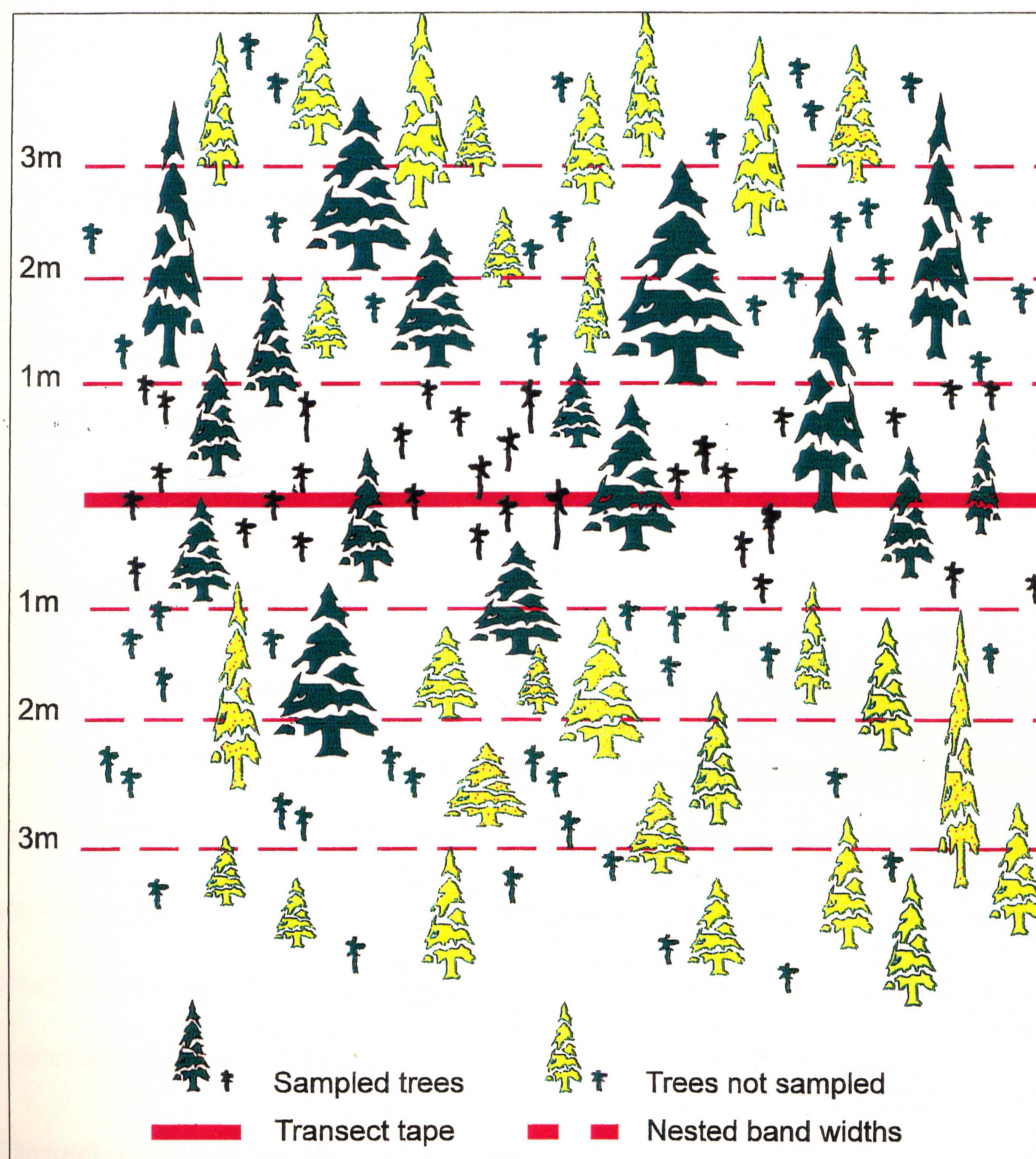 3m
2m
1m
1m
2m
3m
Sampled trees
Trees not sampled
Transect tape
Nested band widths